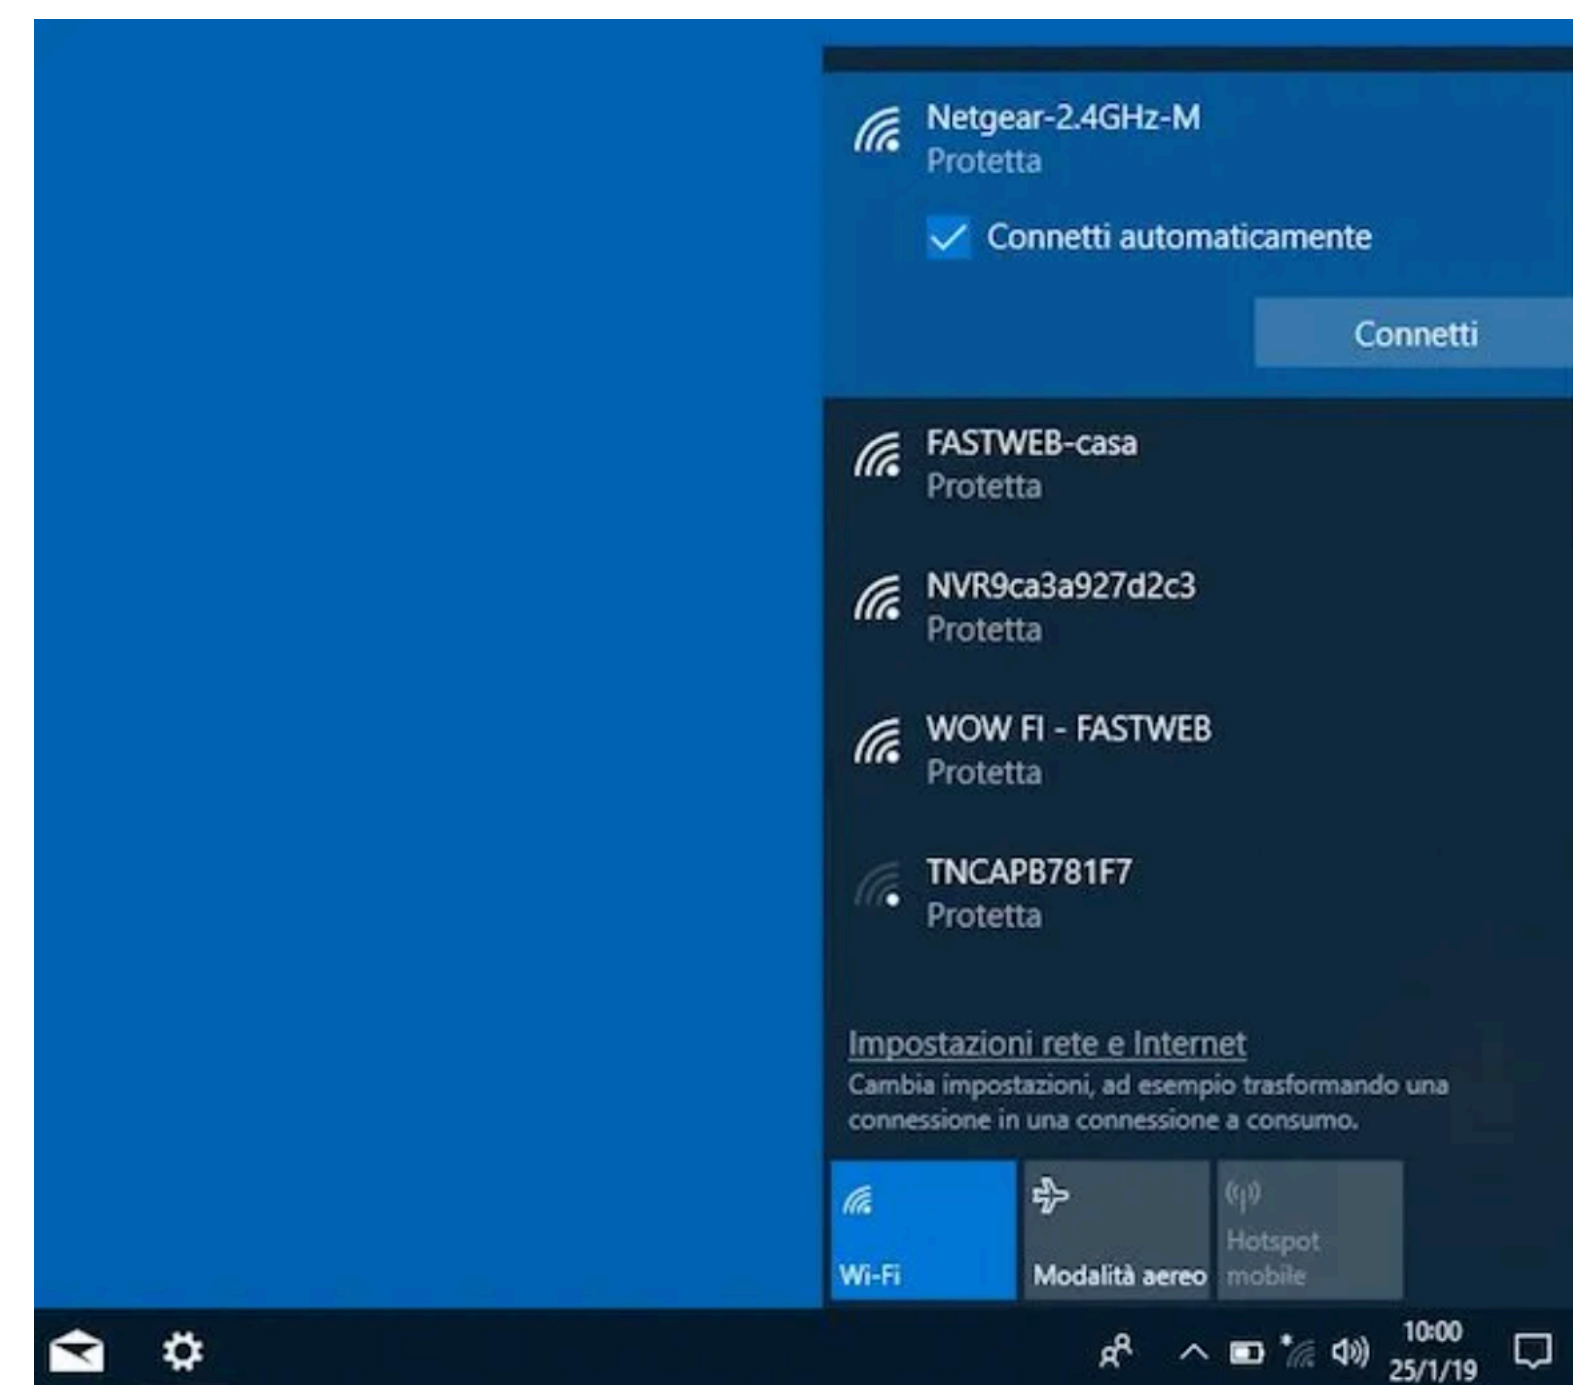 Netgear-2.4GHz-M
Protetta
Connetti automaticamente
Connetti
FASTWEB-casa
Protetta
NVR9ca3a927d2c3
Protetta
WOW FI - FASTWEB
Protetta
TNCAPB781F7
Protetta
Impostazioni rete e Internet
Cambia impostazioni, ad esempio trasformando una
connessione in una connessione a consumo.
Wi-Fi
Modalità aereo
Hotspot
mobile
10:00
25/1/19